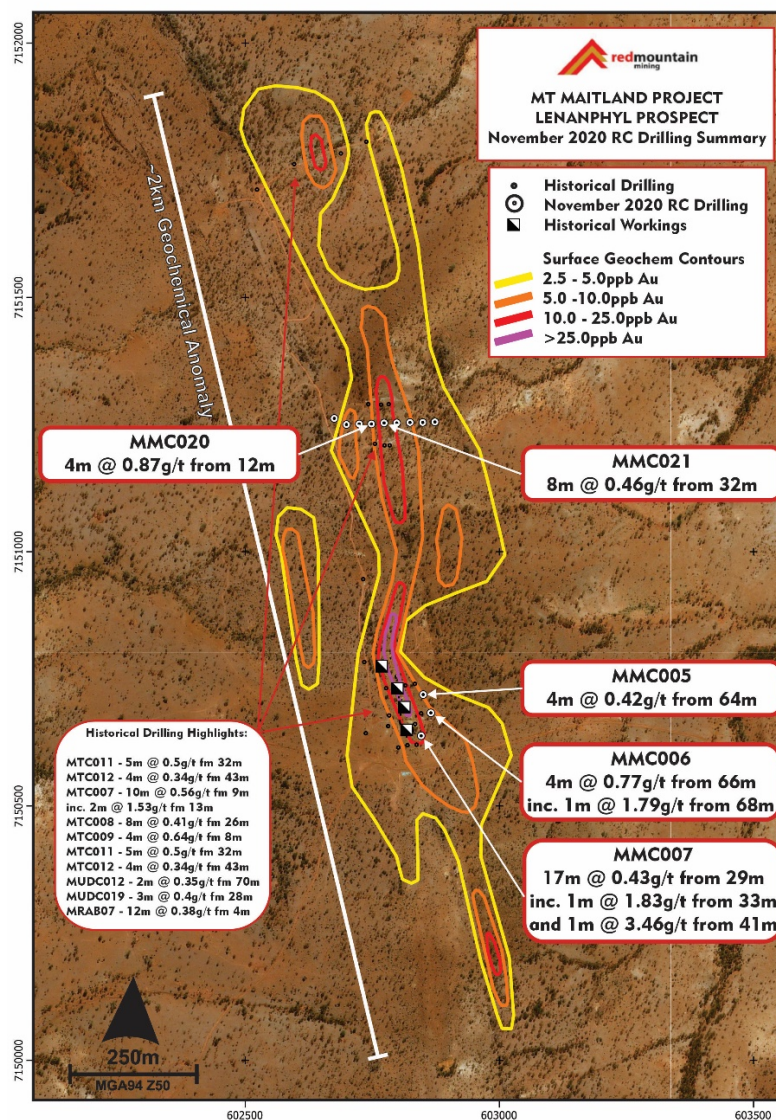 7152000
7151500
7151000
7150500
7150000
602500
603000
603500
redmountain
mining
MT MAITLAND PROJECT
LENANPHYL PROSPECT
November 2020 RC Drilling Summary
Historical Drilling
November 2020 RC Drilling
Historical Workings
Surface Geochem Contours
2.5 - 5.0ppb Au
5.0 -10.0ppb Au
10.0 - 25.0ppb Au
>25.0ppb Au
~2km Geochemical Anomaly
MMC020
4m @ 0.87g/t from 12m
MMC021
8m @ 0.46g/t from 32m
MMC005
4m @ 0.42g/t from 64m
MMC006
4m @ 0.77g/t from 66m
inc. 1m @ 1.79g/t from 68m
MMC007
17m @ 0.43g/t from 29m
inc. 1m @ 1.83g/t from 33m
and 1m @ 3.46g/t from 41m
Historical Drilling Highlights:
MTC011 - 5m @ 0.5g/t fm 32m
MTC012 - 4m @ 0.34g/t fm 43m
MTC007 - 10m @ 0.56g/t fm 9m
inc. 2m @ 1.53g/t fm 13m
MTC008 - 8m @ 0.41g/t fm 26m
MTC009 - 4m @ 0.64g/t fm 8m
MTC011 - 5m @ 0.5g/t fm 32m
MTC012 - 4m @ 0.34g/t fm 43m
MUDC012 - 2m @ 0.35g/t fm 70m
MUDC019 - 3m @ 0.4g/t fm 28m
MRAB07 - 12m @ 0.38g/t fm 4m
250m
MGA94 Z50